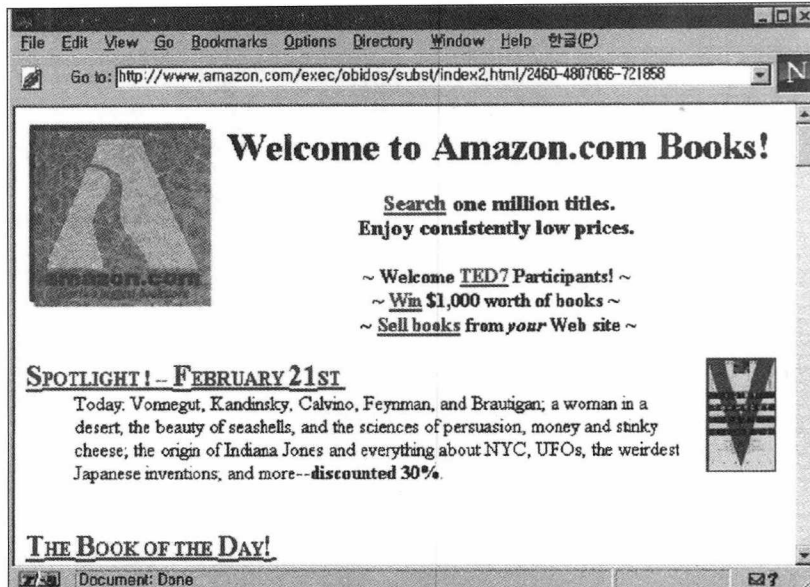 File Edit View Go Bookmarks Options Directory Window Help 한글(P)
Go to: http://www.amazon.com/exec/obidos/subst/index2.html/2460-4807066-721858
N
Welcome to Amazon.com Books!
Search one million titles.
Enjoy consistently low prices.
amazon.com
~ Welcome TED7 Participants! ~
~ Win $1,000 worth of books ~
~ Sell books from your Web site ~
SPOTLIGHT! -- FEBRUARY 21ST
Today: Vonnegut, Kandinsky, Calvino, Feynman, and Brautigan; a woman in a
desert, the beauty of seashells, and the sciences of persuasion, money and stinky
cheese; the origin of Indiana Jones and everything about NYC, UFOs, the weirdest
Japanese inventions, and more--discounted 30%.
THE BOOK OF THE DAY!
Document: Done